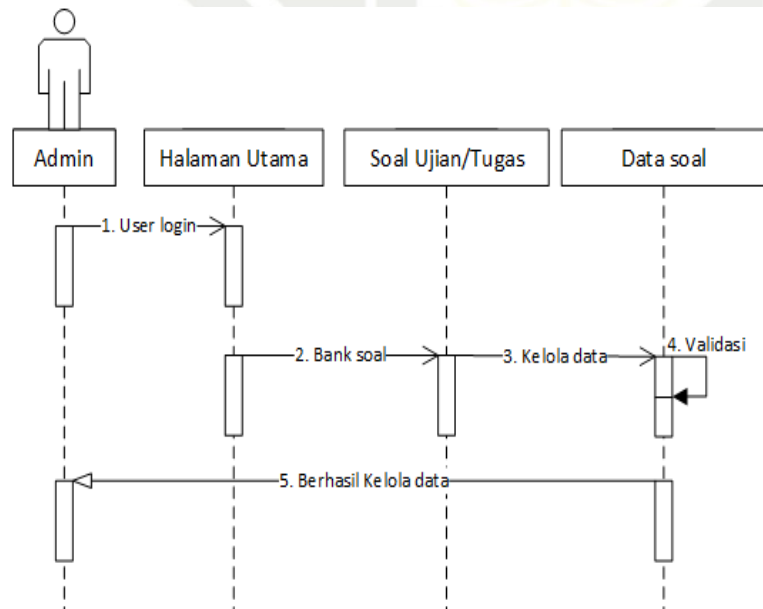 Admin
Halaman Utama
Soal Ujian/Tugas
Data soal
1. User login
2. Bank soal
3. Kelola data
4. Validasi
5. Berhasil Kelola data